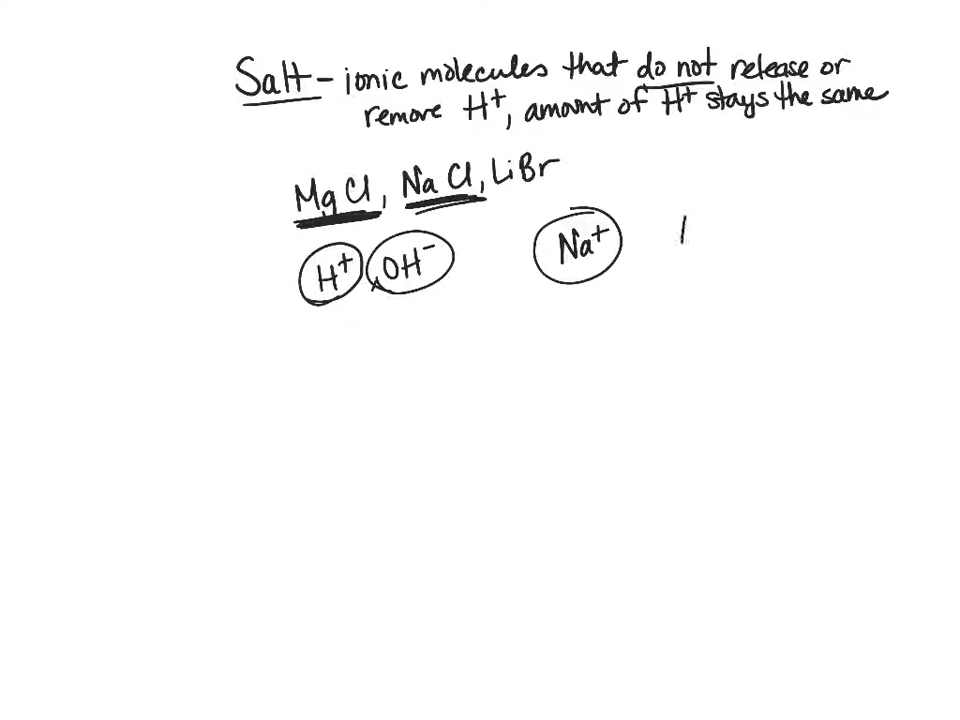 Salt - ionic molecules that do not release or
remove H⁺, amount of H⁺ stays the same
MgCl, NaCl, LiBr
H⁺ OH⁻ Na⁺